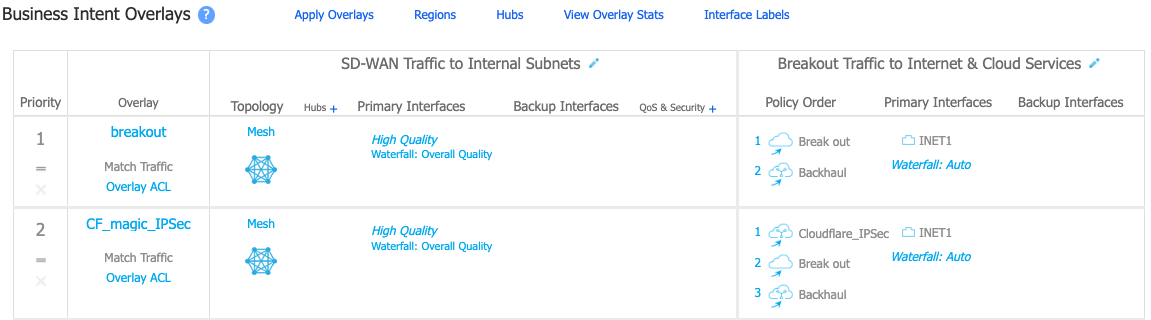 Business Intent Overlays ?
Apply Overlays Regions Hubs View Overlay Stats Interface Labels
SD-WAN Traffic to Internal Subnets
Breakout Traffic to Internet & Cloud Services
Priority Overlay Topology Hubs + Primary Interfaces Backup Interfaces QoS & Security + Policy Order Primary Interfaces Backup Interfaces
1
breakout
Match Traffic
Overlay ACL
Mesh
High Quality
Waterfall: Overall Quality
1 Break out
2 Backhaul
INET1
Waterfall: Auto
2
CF_magic_IPSec
Match Traffic
Overlay ACL
Mesh
High Quality
Waterfall: Overall Quality
1 Cloudflare_IPSec
2 Break out
3 Backhaul
INET1
Waterfall: Auto